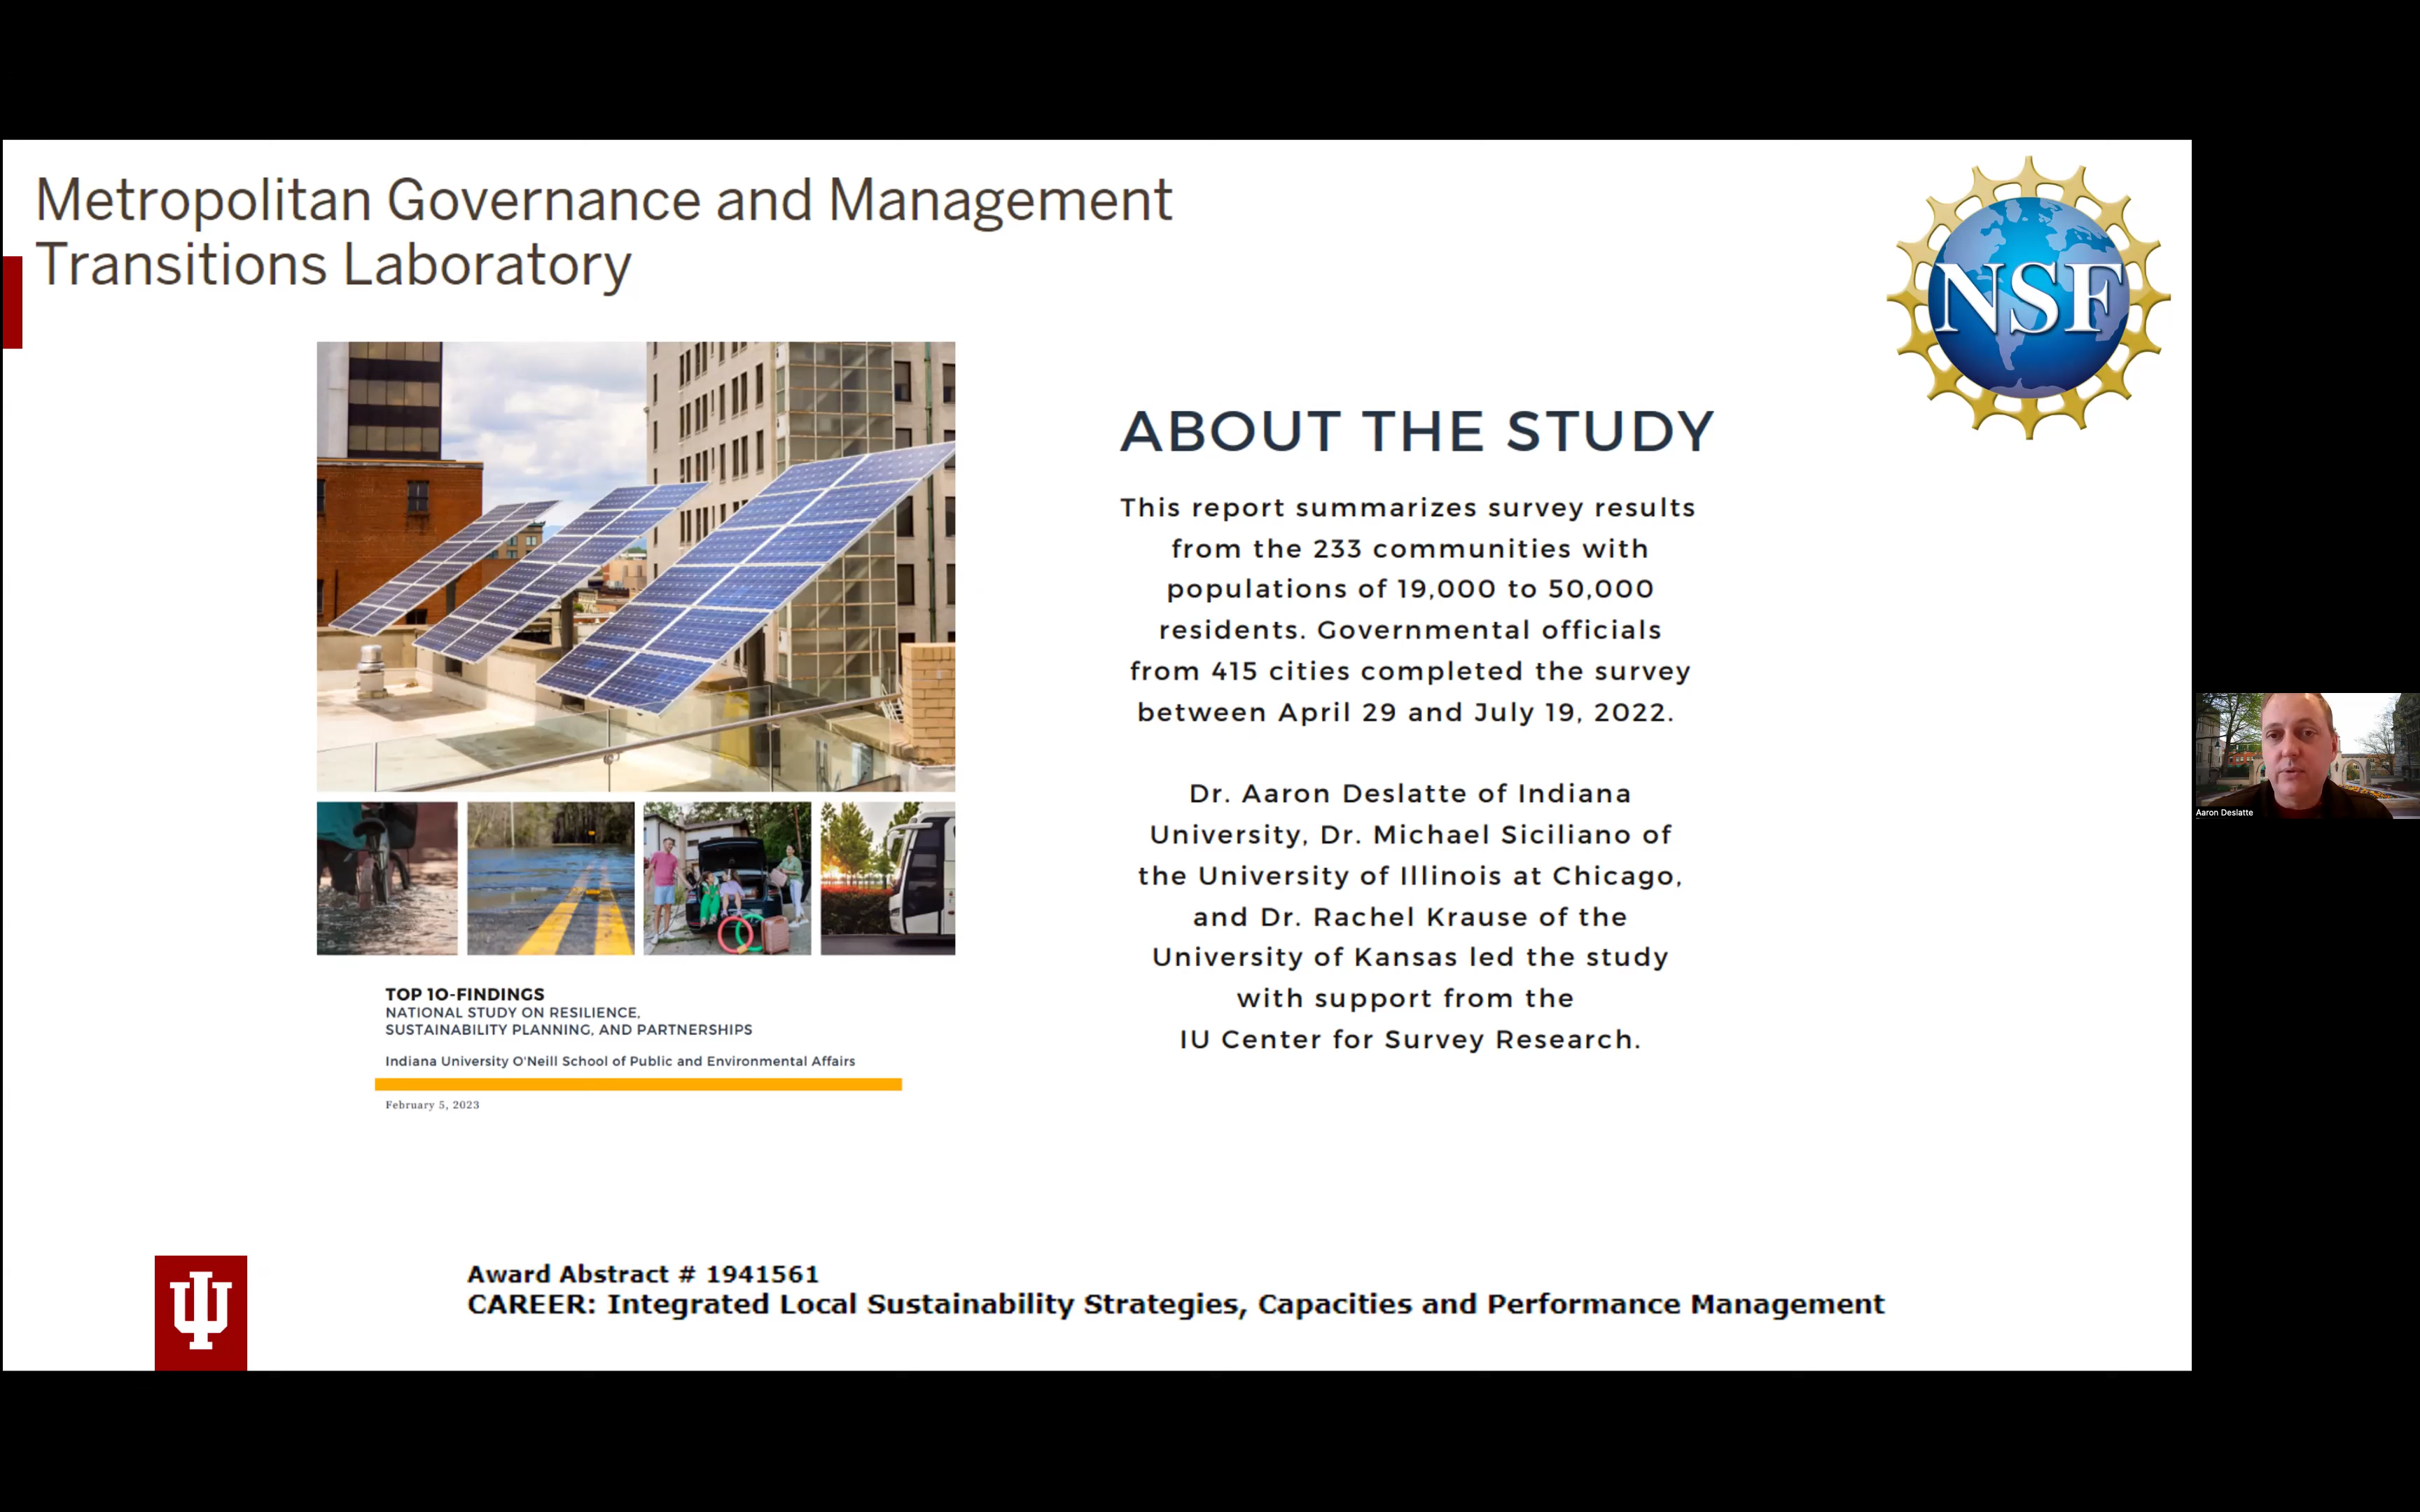 Metropolitan Governance and Management
Transitions Laboratory
NSF
ABOUT THE STUDY
This report summarizes survey results
from the 233 communities with
populations of 19,000 to 50,000
residents. Governmental officials
from 415 cities completed the survey
between April 29 and July 19, 2022.
Dr. Aaron Deslatte of Indiana
University, Dr. Michael Siciliano of
the University of Illinois at Chicago,
and Dr. Rachel Krause of the
University of Kansas led the study
with support from the
IU Center for Survey Research.
TOP 10-FINDINGS
NATIONAL STUDY ON RESILIENCE,
SUSTAINABILITY PLANNING, AND PARTNERSHIPS
Indiana University O'Neill School of Public and Environmental Affairs
February 5, 2023
Award Abstract # 1941561
CAREER: Integrated Local Sustainability Strategies, Capacities and Performance Management
Aaron Deslatte